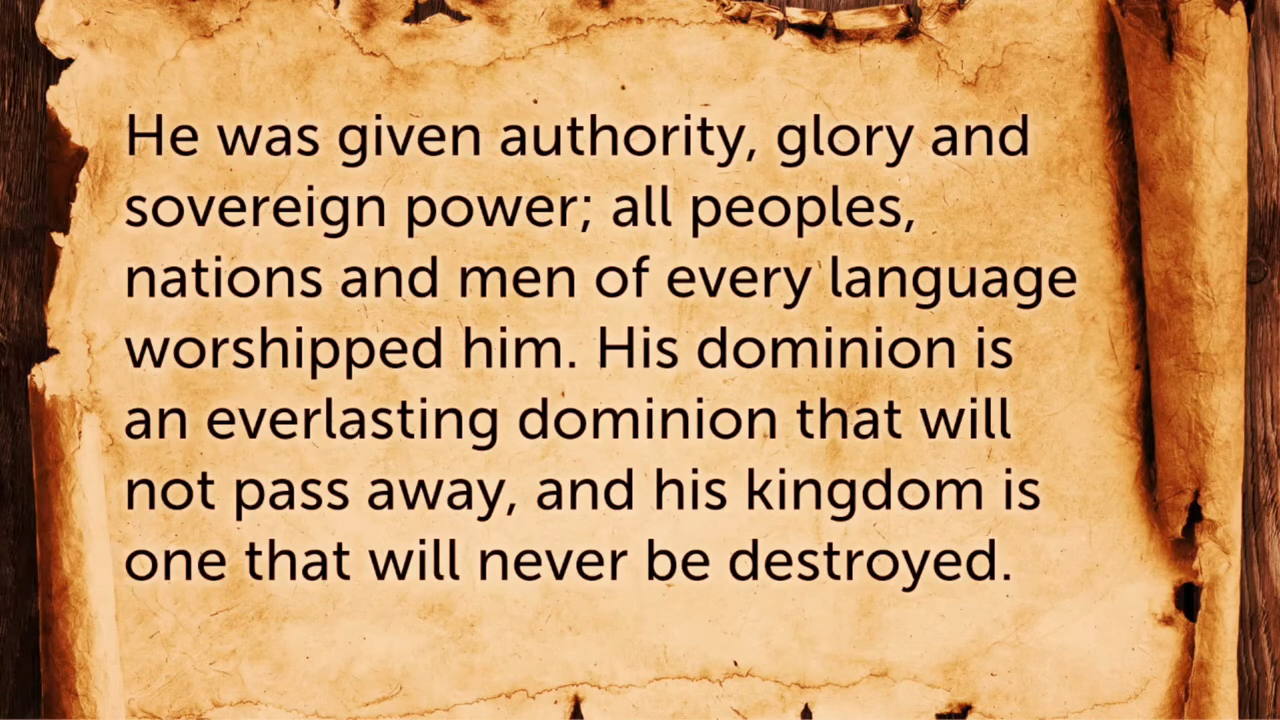 He was given authority, glory and
sovereign power; all peoples,
nations and men of every language
worshipped him. His dominion is
an everlasting dominion that will
not pass away, and his kingdom is
one that will never be destroyed.